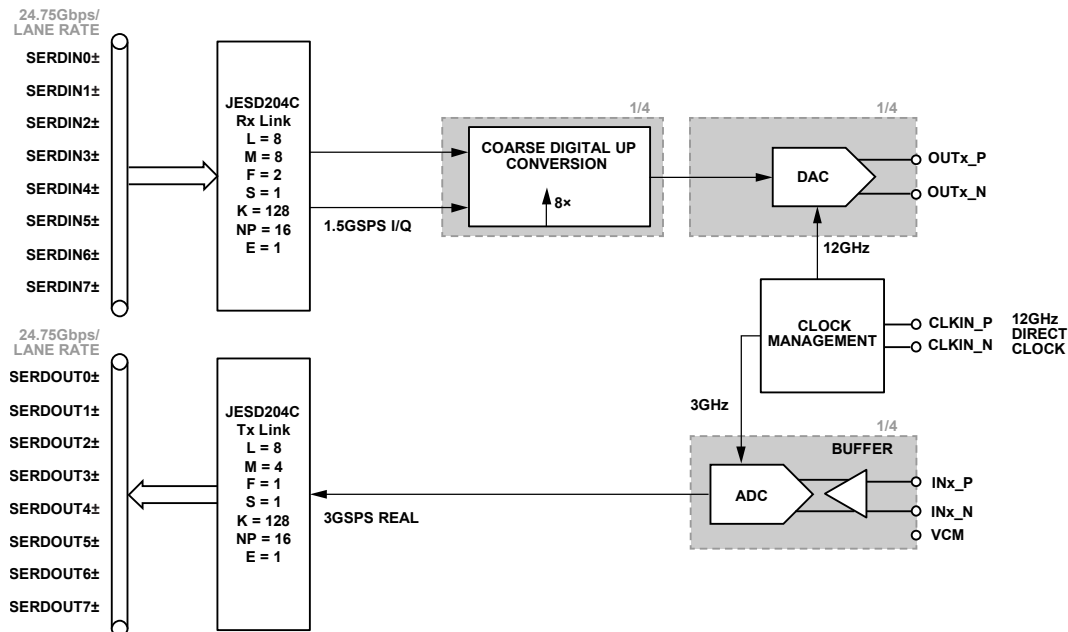 24.75Gbps/
LANE RATE
SERDIN0±
SERDIN1±
SERDIN2±
SERDIN3±
SERDIN4±
SERDIN5±
SERDIN6±
SERDIN7±
JESD204C
Rx Link
L = 8
M = 8
F = 2
S = 1
K = 128
NP = 16
E = 1
1.5GSPS I/Q
1/4
COARSE DIGITAL UP
CONVERSION
8×
1/4
DAC
OUTx_P
OUTx_N
12GHz
CLOCK
MANAGEMENT
CLKIN_P
CLKIN_N
12GHz
DIRECT
CLOCK
24.75Gbps/
LANE RATE
SERDOUT0±
SERDOUT1±
SERDOUT2±
SERDOUT3±
SERDOUT4±
SERDOUT5±
SERDOUT6±
SERDOUT7±
JESD204C
Tx Link
L = 8
M = 4
F = 1
S = 1
K = 128
NP = 16
E = 1
3GSPS REAL
3GHz
1/4
BUFFER
ADC
INx_P
INx_N
VCM